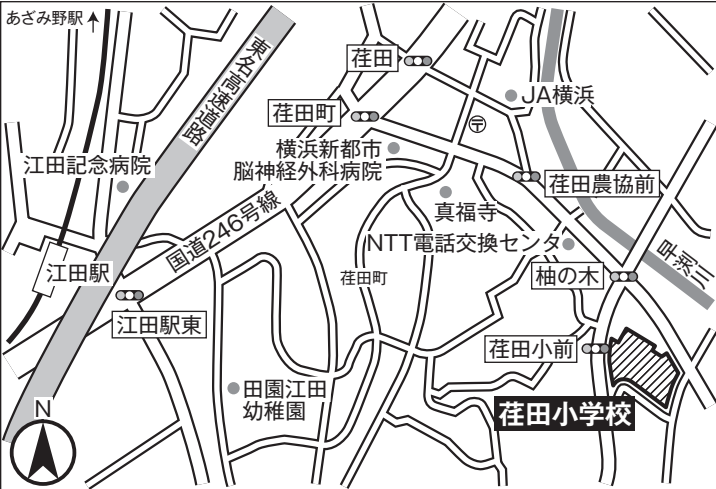 あざみ野駅
東名高速道路
荏田
JA横浜
荏田町
〒
江田記念病院
横浜新都市
脳神経外科病院
荏田農協前
真福寺
国道246号線
NTT電話交換センタ
早渕川
江田駅
荏田町
柚の木
江田駅東
荏田小前
田園江田
幼稚園
荏田小学校
N